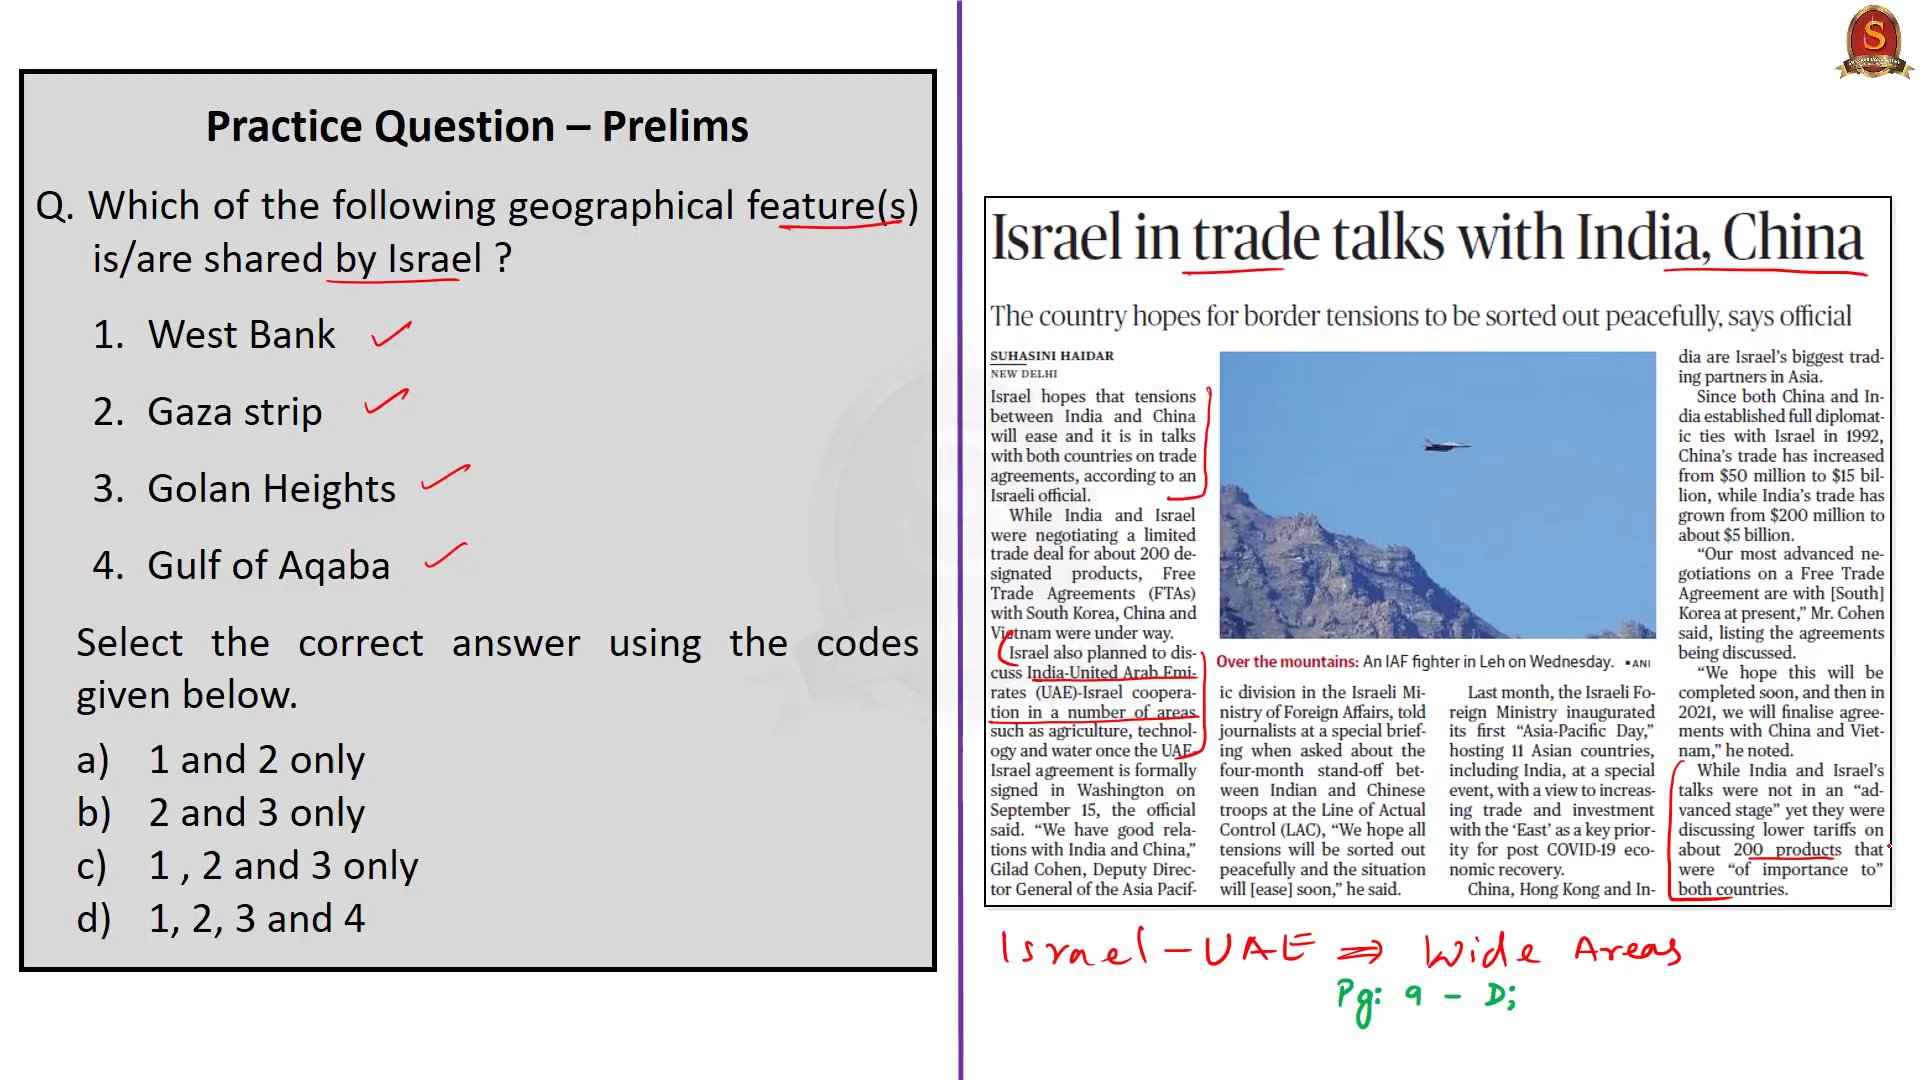 Practice Question – Prelims
Q. Which of the following geographical feature(s)
is/are shared by Israel ?
1. West Bank
2. Gaza strip
3. Golan Heights
4. Gulf of Aqaba
Select the correct answer using the codes
given below.
a) 1 and 2 only
b) 2 and 3 only
c) 1 , 2 and 3 only
d) 1, 2, 3 and 4
S
Israel in trade talks with India, China
The country hopes for border tensions to be sorted out peacefully, says official
SUHASINI HAIDAR
NEW DELHI
Israel hopes that tensions
between India and China
will ease and it is in talks
with both countries on trade
agreements, according to an
Israeli official.
While India and Israel
were negotiating a limited
trade deal for about 200 de-
signated products, Free
Trade Agreements (FTAs)
with South Korea, China and
Vietnam were under way.
Israel also planned to dis-
cuss India-United Arab Emi-
rates (UAE)-Israel coopera-
tion in a number of areas
such as agriculture, technol-
ogy and water once the UAE-
Israel agreement is formally
signed in Washington on
September 15, the official
said. “We have good rela-
tions with India and China,”
Gilad Cohen, Deputy Direc-
tor General of the Asia Pacif-
Over the mountains: An IAF fighter in Leh on Wednesday. ▪ANI
ic division in the Israeli Mi-
nistry of Foreign Affairs, told
journalists at a special brief-
ing when asked about the
four-month stand-off bet-
ween Indian and Chinese
troops at the Line of Actual
Control (LAC), “We hope all
tensions will be sorted out
peacefully and the situation
will [ease] soon,” he said.
Last month, the Israeli Fo-
reign Ministry inaugurated
its first “Asia-Pacific Day,”
hosting 11 Asian countries,
including India, at a special
event, with a view to increas-
ing trade and investment
with the ‘East’ as a key prior-
ity for post COVID-19 eco-
nomic recovery.
China, Hong Kong and In-
dia are Israel’s biggest trad-
ing partners in Asia.
Since both China and In-
dia established full diplomat-
ic ties with Israel in 1992,
China’s trade has increased
from $50 million to $15 bil-
lion, while India’s trade has
grown from $200 million to
about $5 billion.
“Our most advanced ne-
gotiations on a Free Trade
Agreement are with [South]
Korea at present,” Mr. Cohen
said, listing the agreements
being discussed.
“We hope this will be
completed soon, and then in
2021, we will finalise agree-
ments with China and Viet-
nam,” he noted.
While India and Israel’s
talks were not in an “ad-
vanced stage” yet they were
discussing lower tariffs on
about 200 products that
were “of importance to”
both countries.
Israel – UAE ⇒ Wide Areas
Pg: 9 – D;